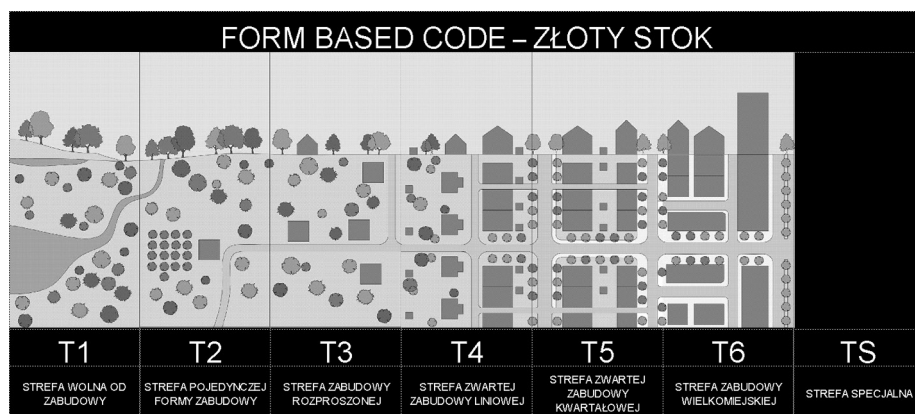 FORM BASED CODE – ZŁOTY STOK
T1
T2
T3
T4
T5
T6
TS
STREFA WOLNA OD
ZABUDOWY
STREFA POJEDYNCZEJ
FORMY ZABUDOWY
STREFA ZABUDOWY
ROZPROSZONEJ
STREFA ZWARTEJ
ZABUDOWY LINIOWEJ
STREFA ZWARTEJ
ZABUDOWY
KWARTAŁOWEJ
STREFA ZABUDOWY
WIELKOMIEJSKIEJ
STREFA SPECJALNA